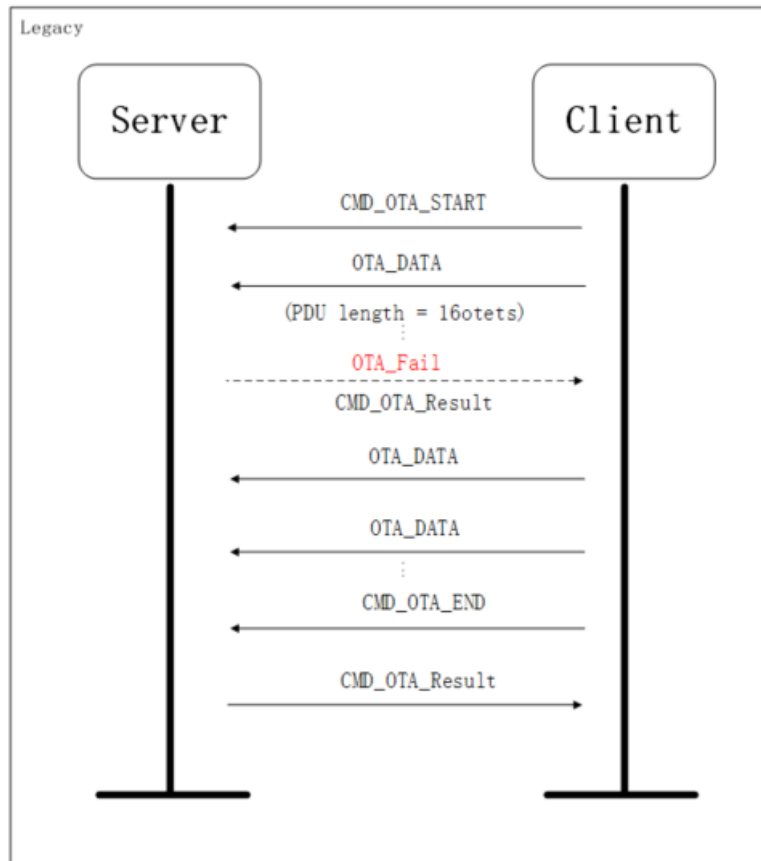 Legacy
Server
Client
CMD_OTA_START
OTA_DATA
(PDU length = 16otets)
OTA_Fail
CMD_OTA_Result
OTA_DATA
OTA_DATA
CMD_OTA_END
CMD_OTA_Result